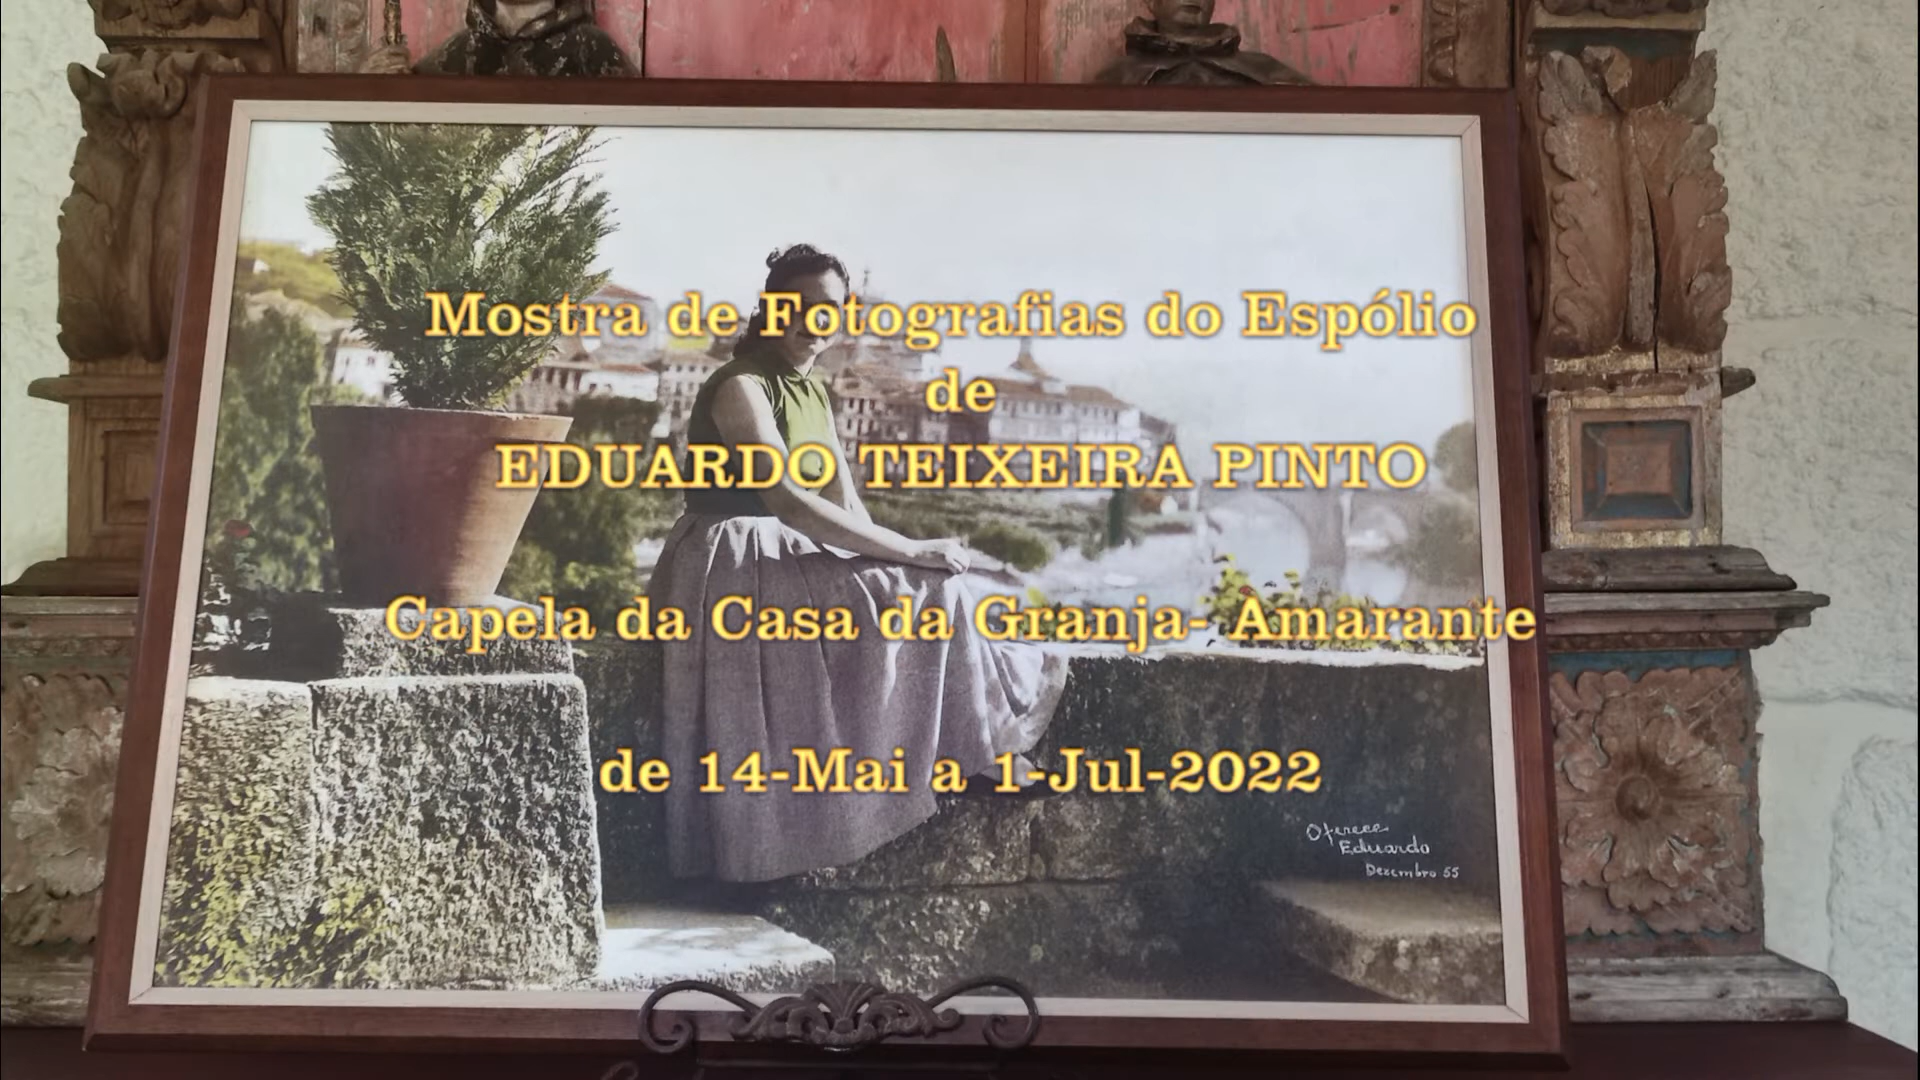 Mostra de Fotografias do Espólio
de
EDUARDO TEIXEIRA PINTO
Capela da Casa da Granja- Amarante
de 14-Mai a 1-Jul-2022
Oferece
Eduardo
Dezembro 55